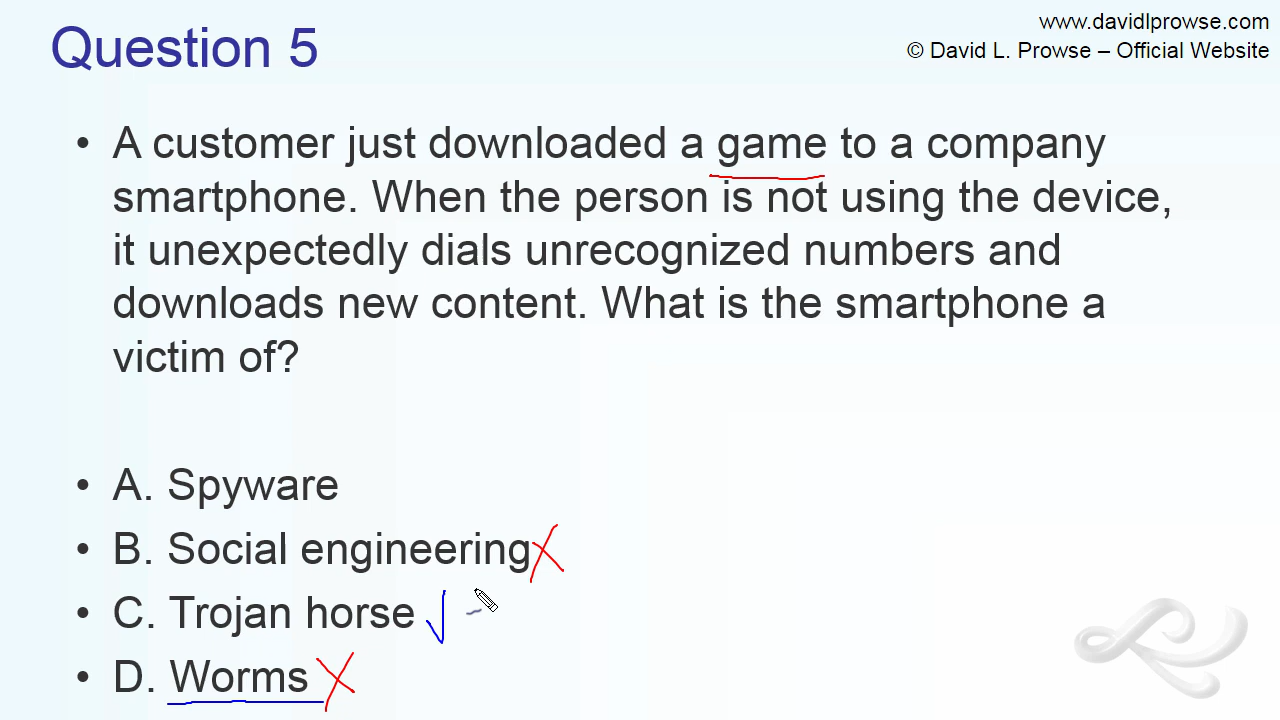 Question 5
www.davidlprowse.com
© David L. Prowse – Official Website
• A customer just downloaded a game to a company
smartphone. When the person is not using the device,
it unexpectedly dials unrecognized numbers and
downloads new content. What is the smartphone a
victim of?
• A. Spyware
• B. Social engineering
• C. Trojan horse
• D. Worms